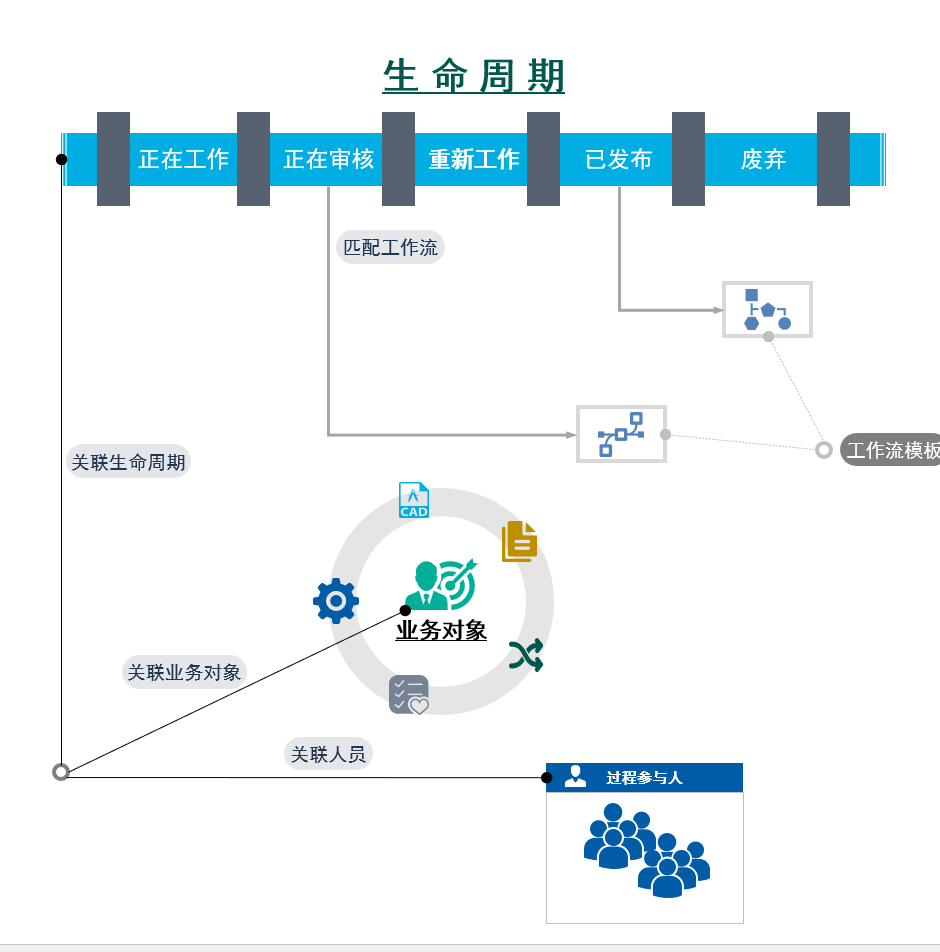 生命周期
正在工作
正在审核
重新工作
已发布
废弃
匹配工作流
工作流模板
关联生命周期
CAD
业务对象
关联业务对象
关联人员
过程参与人